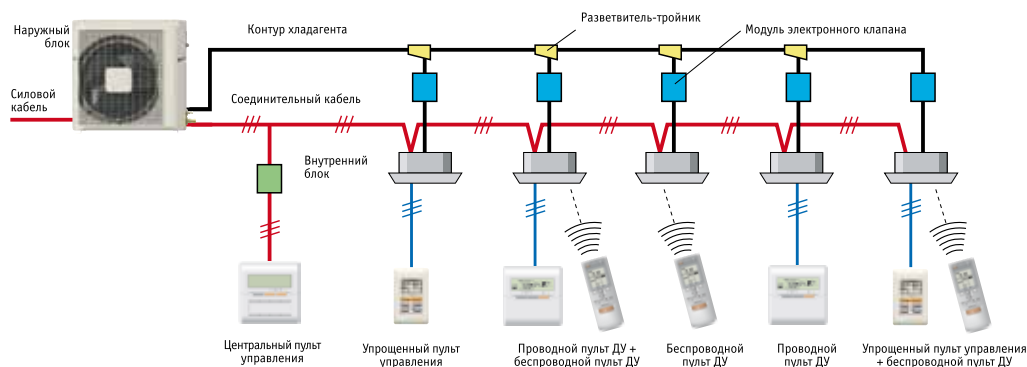 Наружный
блок
Контур хладагента
Разветвитель-тройник
Модуль электронного клапана
Силовой
кабель
Соединительный кабель
Внутренний
блок
Центральный пульт
управления
Упрощенный пульт
управления
Проводной пульт ДУ +
беспроводной пульт ДУ
Беспроводной
пульт ДУ
Проводной
пульт ДУ
Упрощенный пульт управления
+ беспроводной пульт ДУ